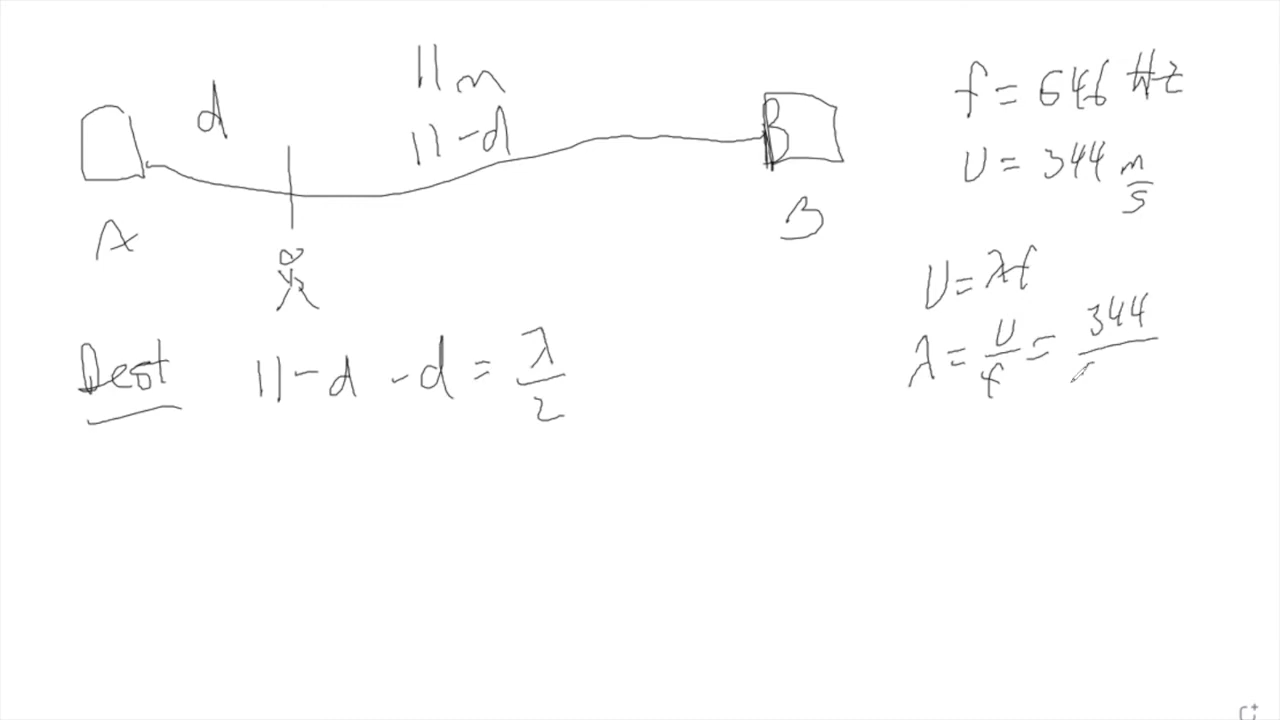 11 m
d
11 - d
A
B
Dest 11 - d - d = λ/2
f = 646 Hz
v = 344 m/s
v = λf
λ = v/f = 344/